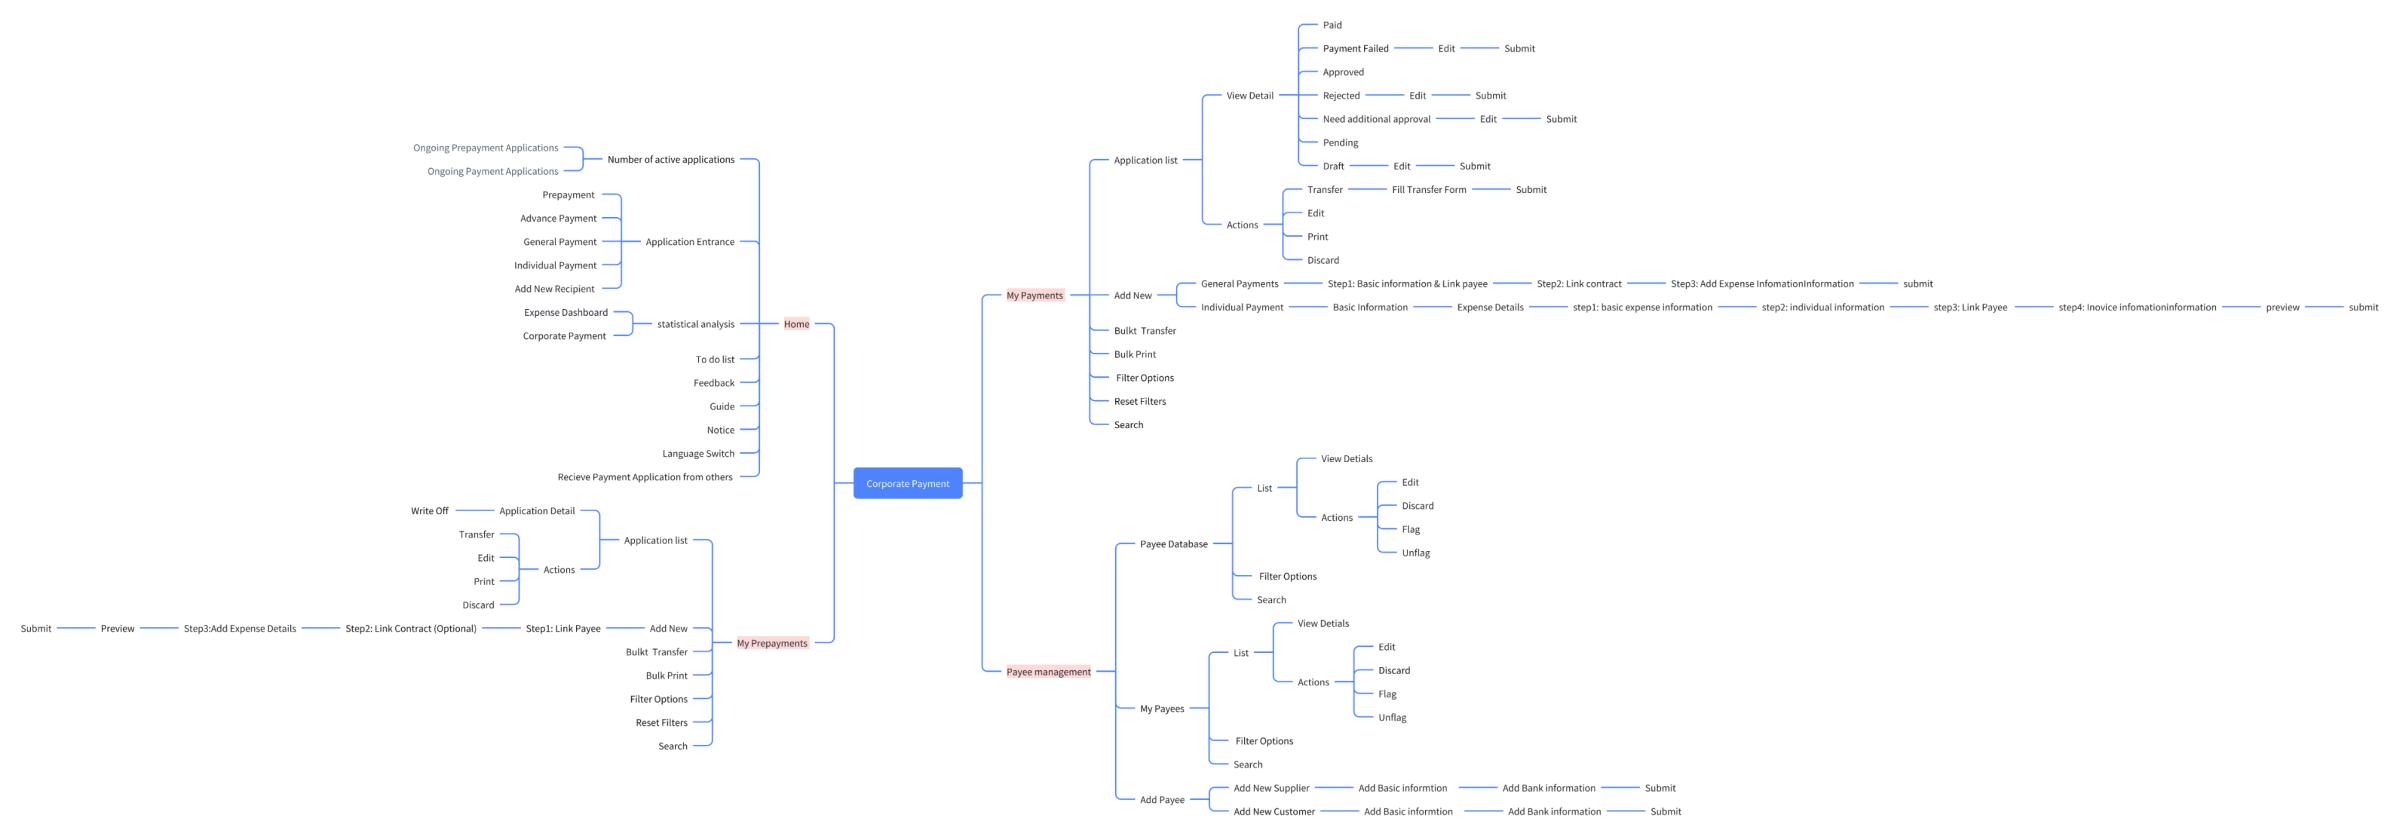 Corporate Payment
Home
Number of active applications
Ongoing Prepayment Applications
Ongoing Payment Applications
Application Entrance
Prepayment
Advance Payment
General Payment
Individual Payment
Add New Recipient
statistical analysis
Expense Dashboard
Corporate Payment
To do list
Feedback
Guide
Notice
Language Switch
Recieve Payment Application from others
My Prepayments
Application list
Application Detail
Write Off
Actions
Transfer
Edit
Print
Discard
Add New
Step1: Link Payee
Step2: Link Contract (Optional)
Step3:Add Expense Details
Preview
Submit
Bulkt Transfer
Bulk Print
Filter Options
Reset Filters
Search
My Payments
Application list
View Detail
Paid
Payment Failed
Edit
Submit
Approved
Rejected
Edit
Submit
Need additional approval
Edit
Submit
Pending
Draft
Edit
Submit
Actions
Transfer
Fill Transfer Form
Submit
Edit
Print
Discard
Add New
General Payments
Step1: Basic information & Link payee
Step2: Link contract
Step3: Add Expense InfomationInformation
submit
Individual Payment
Basic Information
Expense Details
step1: basic expense information
step2: individual information
step3: Link Payee
step4: Inovice infomationinformation
preview
submit
Bulkt Transfer
Bulk Print
Filter Options
Reset Filters
Search
Payee management
Payee Database
List
View Detials
Actions
Edit
Discard
Flag
Unflag
Filter Options
Search
My Payees
List
View Detials
Actions
Edit
Discard
Flag
Unflag
Filter Options
Search
Add Payee
Add New Supplier
Add Basic informtion
Add Bank information
Submit
Add New Customer
Add Basic informtion
Add Bank information
Submit